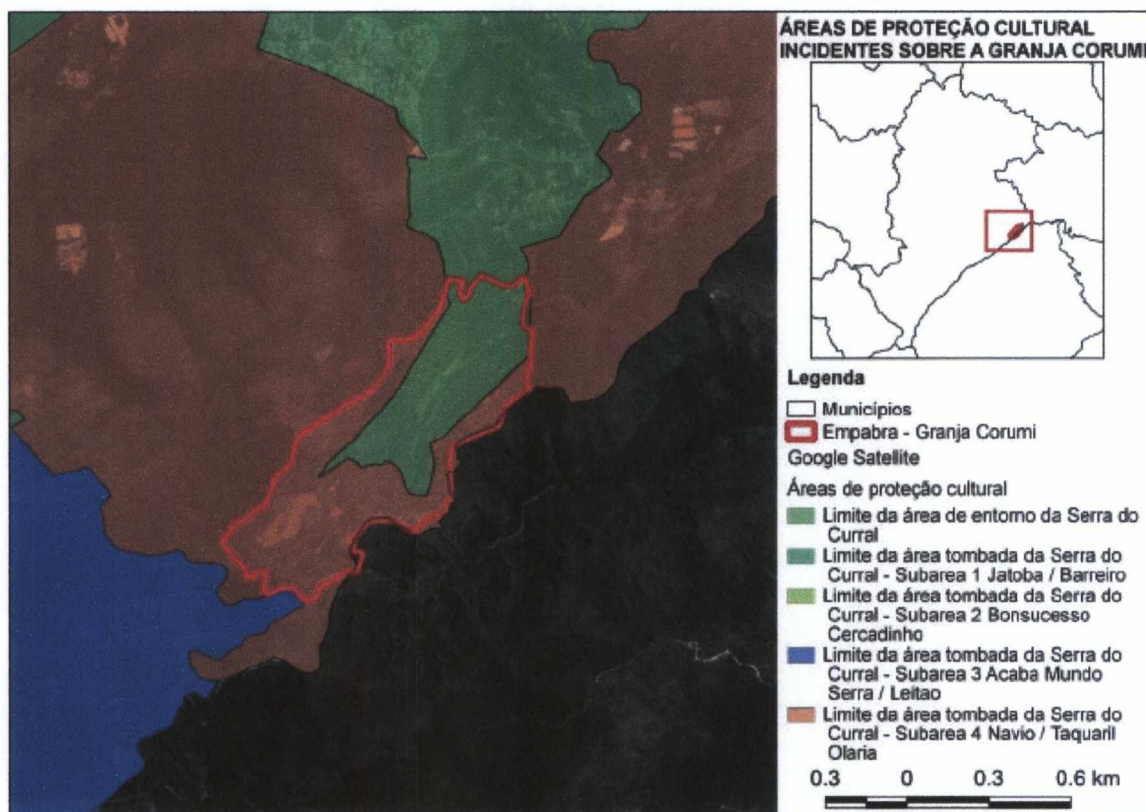 ÁREAS DE PROTEÇÃO CULTURAL
INCIDENTES SOBRE A GRANJA CORUMI
Legenda
Municípios
Empabra - Granja Corumi
Google Satellite
Áreas de proteção cultural
Limite da área de entorno da Serra do
Curral
Limite da área tombada da Serra do
Curral - Subarea 1 Jatoba / Barreiro
Limite da área tombada da Serra do
Curral - Subarea 2 Bonsucesso
Cercadinho
Limite da área tombada da Serra do
Curral - Subarea 3 Acaba Mundo
Serra / Leitao
Limite da área tombada da Serra do
Curral - Subarea 4 Navio / Taquaril
Olaria
0.3 0 0.3 0.6 km